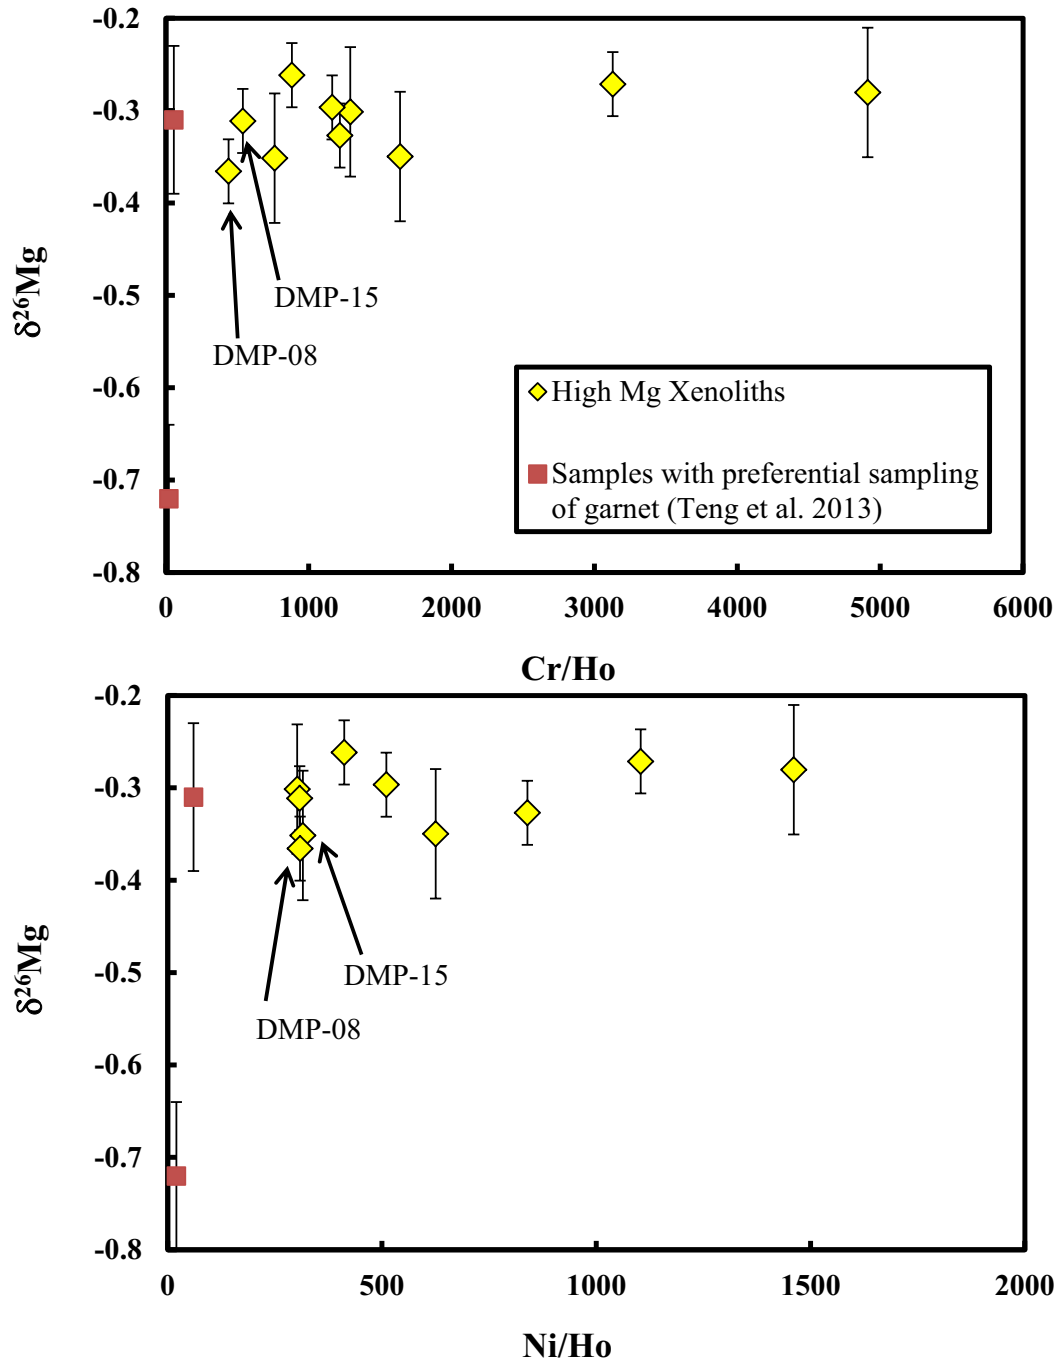 -0.2
-0.3
-0.4
-0.5
-0.6
-0.7
-0.8
δ²⁶Mg
DMP-15
DMP-08
High Mg Xenoliths
Samples with preferential sampling
of garnet (Teng et al. 2013)
0 1000 2000 3000 4000 5000 6000
Cr/Ho
-0.2
-0.3
-0.4
-0.5
-0.6
-0.7
-0.8
δ²⁶Mg
DMP-15
DMP-08
0 500 1000 1500 2000
Ni/Ho